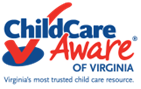 ChildCare
Aware®
OF VIRGINIA
Virginia's most trusted child care resource.